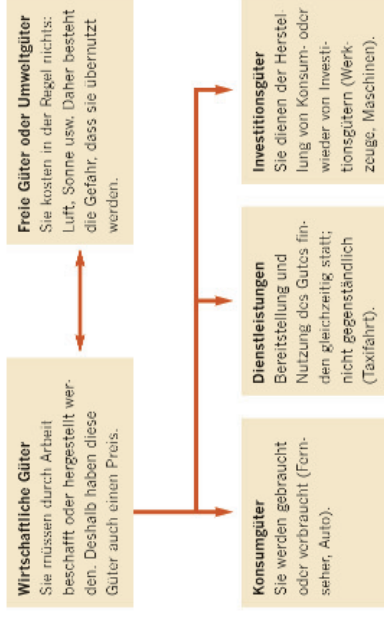 Wirtschaftliche Güter
Sie müssen durch Arbeit
beschafft oder hergestellt wer-
den. Deshalb haben diese
Güter auch einen Preis.
Freie Güter oder Umweltgüter
Sie kosten in der Regel nichts:
Luft, Sonne usw. Daher besteht
die Gefahr, dass sie übernutzt
werden.
Konsumgüter
Sie werden gebraucht
oder verbraucht (Fern-
seher, Auto).
Dienstleistungen
Bereitstellung und
Nutzung des Gutes fin-
den gleichzeitig statt;
nicht gegenständlich
(Taxifahrt).
Investitionsgüter
Sie dienen der Herstel-
lung von Konsum- oder
wieder von Investi-
tionsgütern (Werk-
zeuge, Maschinen).